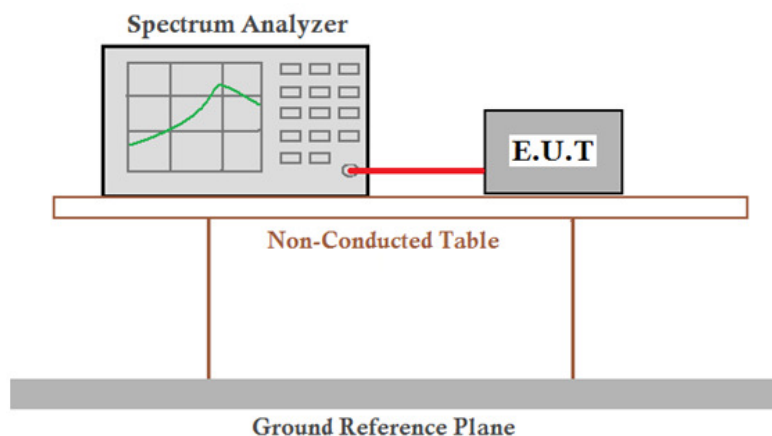 Spectrum Analyzer
E.U.T
Non-Conducted Table
Ground Reference Plane